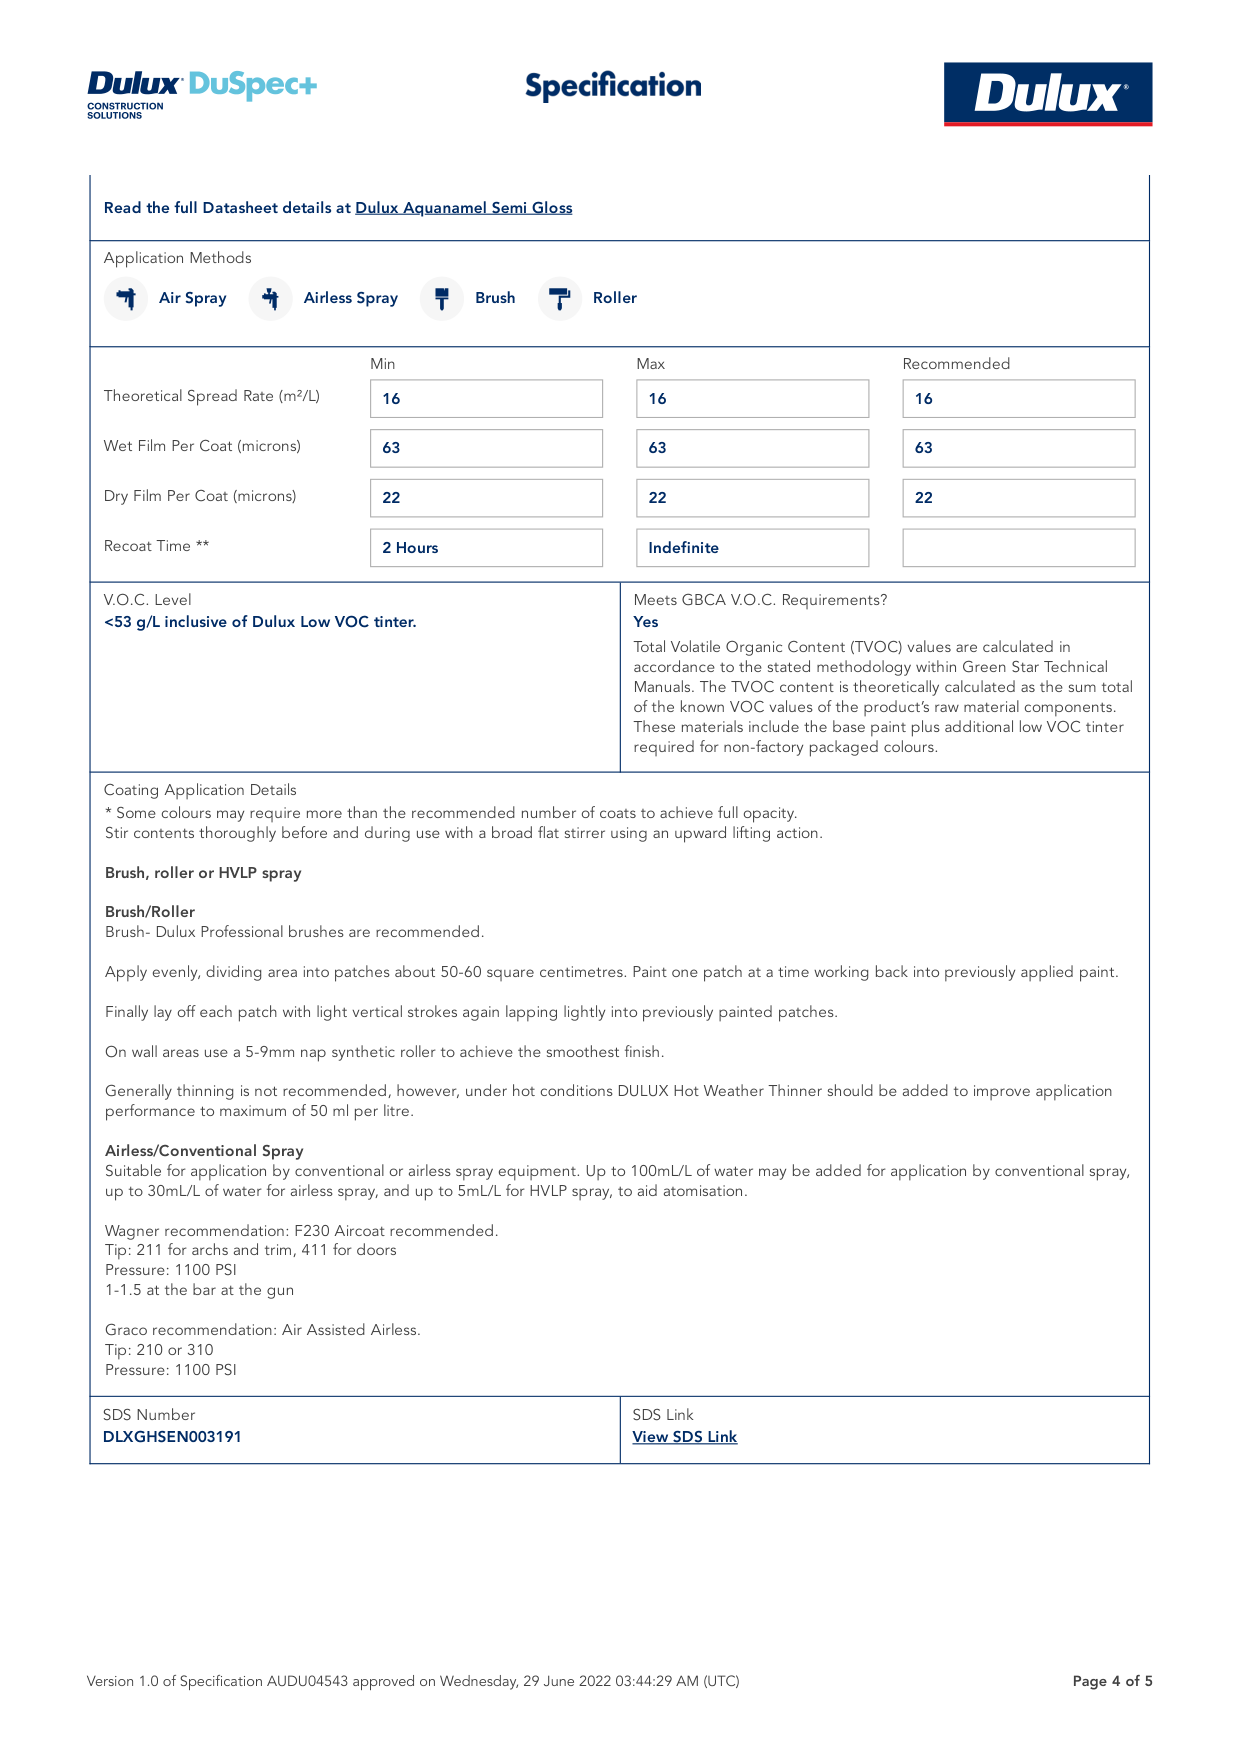 Dulux DuSpec+
CONSTRUCTION
SOLUTIONS
Specification
Dulux®
Read the full Datasheet details at Dulux Aquanamel Semi Gloss
Application Methods
Air Spray Airless Spray Brush Roller
Min Max Recommended
Theoretical Spread Rate (m²/L) 16 16 16
Wet Film Per Coat (microns) 63 63 63
Dry Film Per Coat (microns) 22 22 22
Recoat Time ** 2 Hours Indefinite
V.O.C. Level
<53 g/L inclusive of Dulux Low VOC tinter.
Meets GBCA V.O.C. Requirements?
Yes
Total Volatile Organic Content (TVOC) values are calculated in
accordance to the stated methodology within Green Star Technical
Manuals. The TVOC content is theoretically calculated as the sum total
of the known VOC values of the product's raw material components.
These materials include the base paint plus additional low VOC tinter
required for non-factory packaged colours.
Coating Application Details
* Some colours may require more than the recommended number of coats to achieve full opacity.
Stir contents thoroughly before and during use with a broad flat stirrer using an upward lifting action.
Brush, roller or HVLP spray
Brush/Roller
Brush- Dulux Professional brushes are recommended.
Apply evenly, dividing area into patches about 50-60 square centimetres. Paint one patch at a time working back into previously applied paint.
Finally lay off each patch with light vertical strokes again lapping lightly into previously painted patches.
On wall areas use a 5-9mm nap synthetic roller to achieve the smoothest finish.
Generally thinning is not recommended, however, under hot conditions DULUX Hot Weather Thinner should be added to improve application
performance to maximum of 50 ml per litre.
Airless/Conventional Spray
Suitable for application by conventional or airless spray equipment. Up to 100mL/L of water may be added for application by conventional spray,
up to 30mL/L of water for airless spray, and up to 5mL/L for HVLP spray, to aid atomisation.
Wagner recommendation: F230 Aircoat recommended.
Tip: 211 for archs and trim, 411 for doors
Pressure: 1100 PSI
1-1.5 at the bar at the gun
Graco recommendation: Air Assisted Airless.
Tip: 210 or 310
Pressure: 1100 PSI
SDS Number
DLXGHSEN003191
SDS Link
View SDS Link
Version 1.0 of Specification AUDU04543 approved on Wednesday, 29 June 2022 03:44:29 AM (UTC)
Page 4 of 5